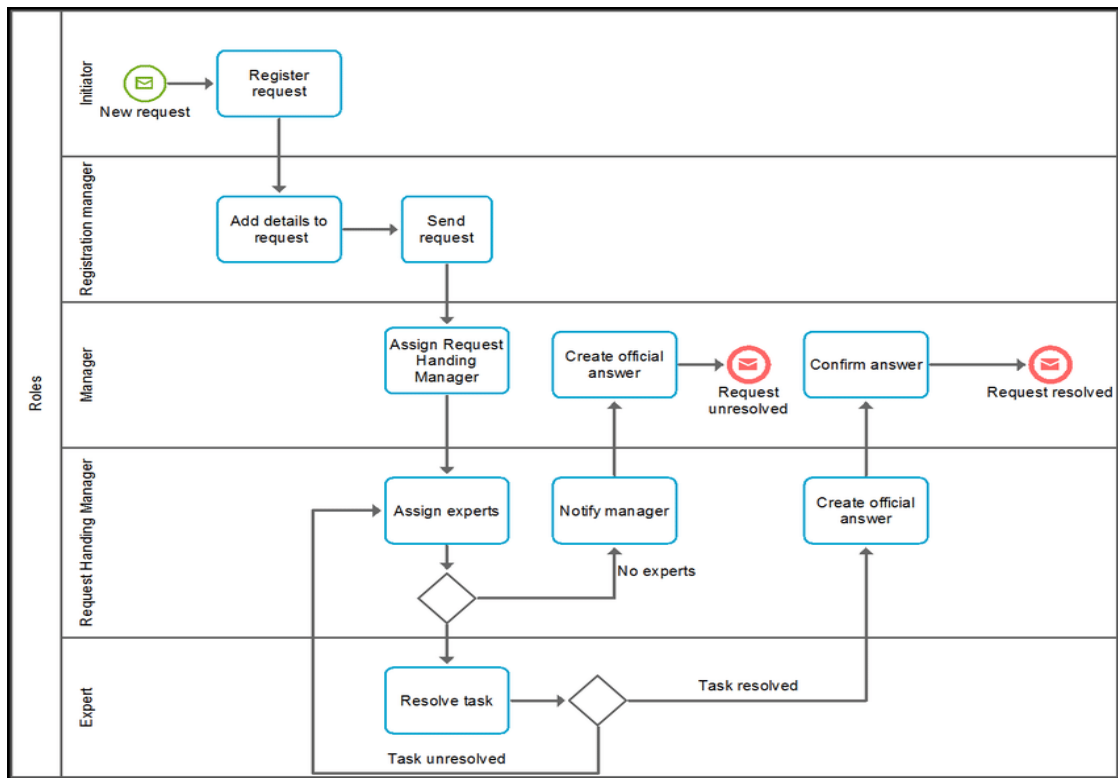 Roles
Initiator
New request
Register
request
Registration manager
Add details to
request
Send
request
Manager
Assign Request
Handing
Manager
Create official
answer
Request
unresolved
Confirm answer
Request resolved
Request Handing Manager
Assign experts
Notify manager
Create official
answer
No experts
Expert
Resolve task
Task resolved
Task unresolved